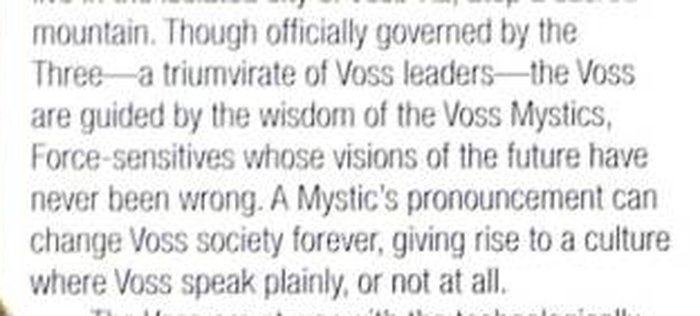 mountain. Though officially governed by the
Three—a triumvirate of Voss leaders—the Voss
are guided by the wisdom of the Voss Mystics,
Force-sensitives whose visions of the future have
never been wrong. A Mystic's pronouncement can
change Voss society forever, giving rise to a culture
where Voss speak plainly, or not at all.